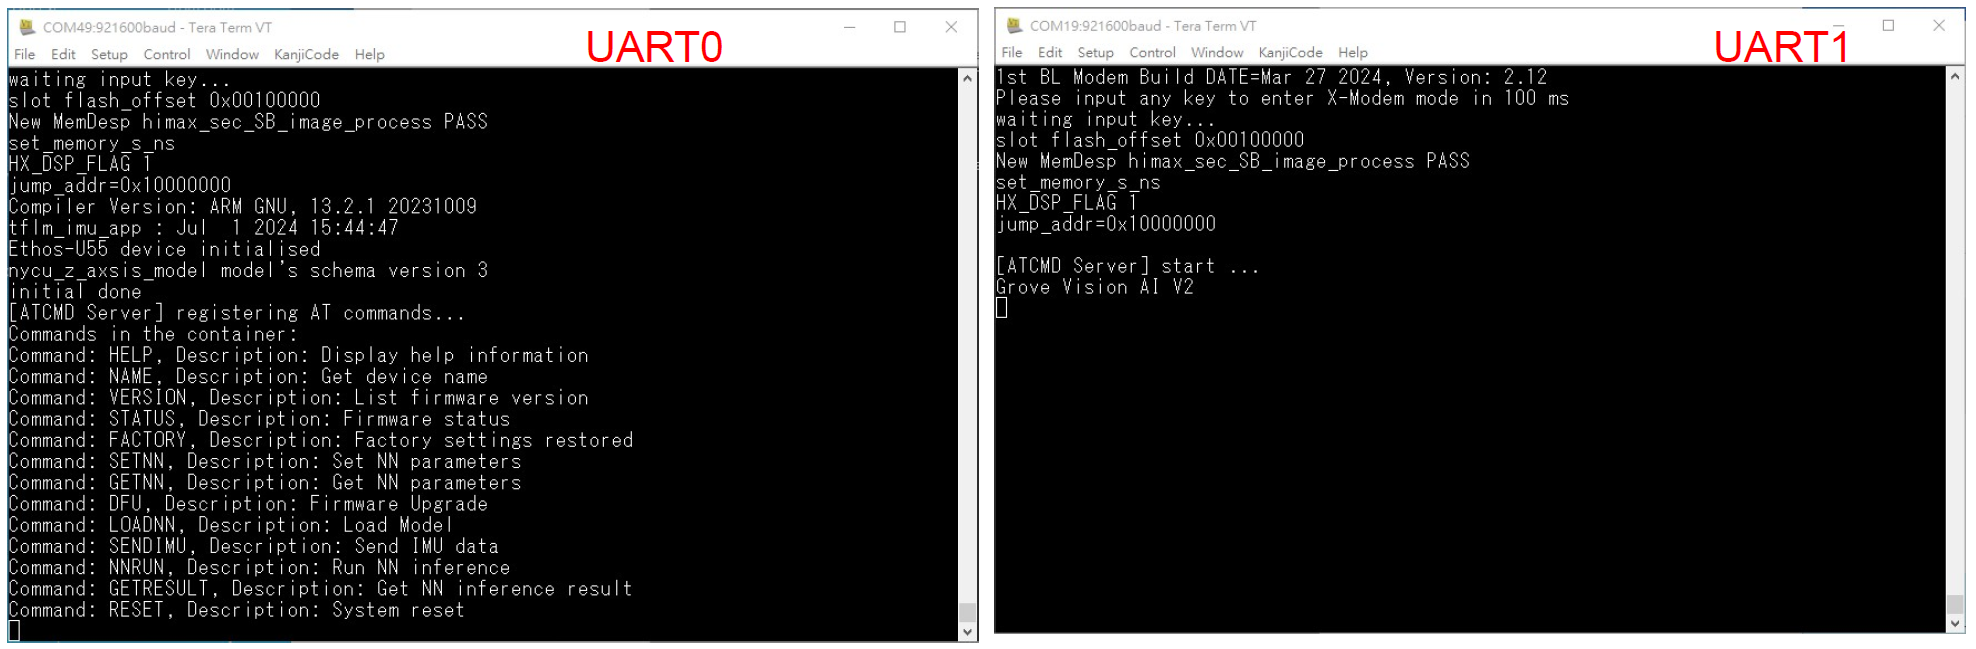 COM49:921600baud - Tera Term VT
UART0
File Edit Setup Control Window KanjiCode Help
waiting input key...
slot flash_offset 0x00100000
New MemDesp himax_sec_SB_image_process PASS
set_memory_s_ns
HX_DSP_FLAG 1
jump_addr=0x10000000
Compiler Version: ARM GNU, 13.2.1 20231009
tflm_imu_app : Jul  1 2024 15:44:47
Ethos-U55 device initialised
nycu_z_axsis_model model's schema version 3
initial done
[ATCMD Server] registering AT commands...
Commands in the container:
Command: HELP, Description: Display help information
Command: NAME, Description: Get device name
Command: VERSION, Description: List firmware version
Command: STATUS, Description: Firmware status
Command: FACTORY, Description: Factory settings restored
Command: SETNN, Description: Set NN parameters
Command: GETNN, Description: Get NN parameters
Command: DFU, Description: Firmware Upgrade
Command: LOADNN, Description: Load Model
Command: SENDIMU, Description: Send IMU data
Command: NNRUN, Description: Run NN inference
Command: GETRESULT, Description: Get NN inference result
Command: RESET, Description: System reset
COM19:921600baud - Tera Term VT
UART1
File Edit Setup Control Window KanjiCode Help
1st BL Modem Build DATE=Mar 27 2024, Version: 2.12
Please input any key to enter X-Modem mode in 100 ms
waiting input key...
slot flash_offset 0x00100000
New MemDesp himax_sec_SB_image_process PASS
set_memory_s_ns
HX_DSP_FLAG 1
jump_addr=0x10000000
[ATCMD Server] start ...
Grove Vision AI V2